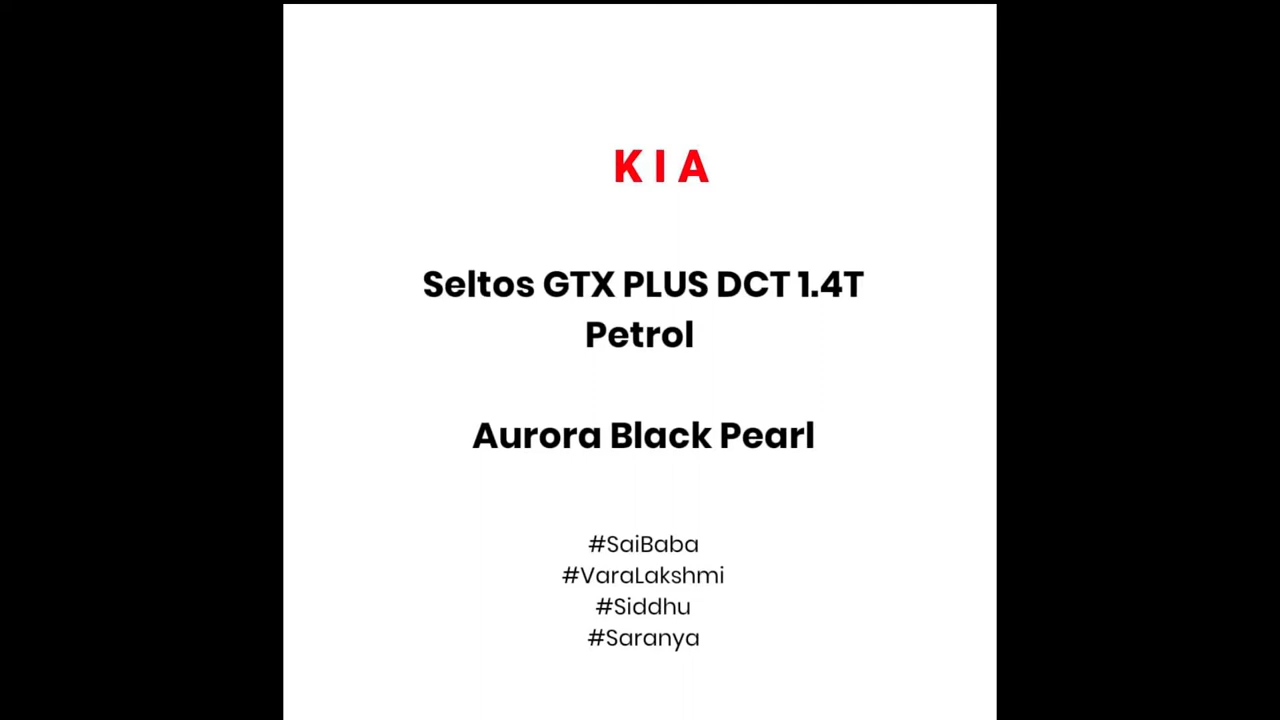 KIA
Seltos GTX PLUS DCT 1.4T
Petrol
Aurora Black Pearl
#SaiBaba
#VaraLakshmi
#Siddhu
#Saranya